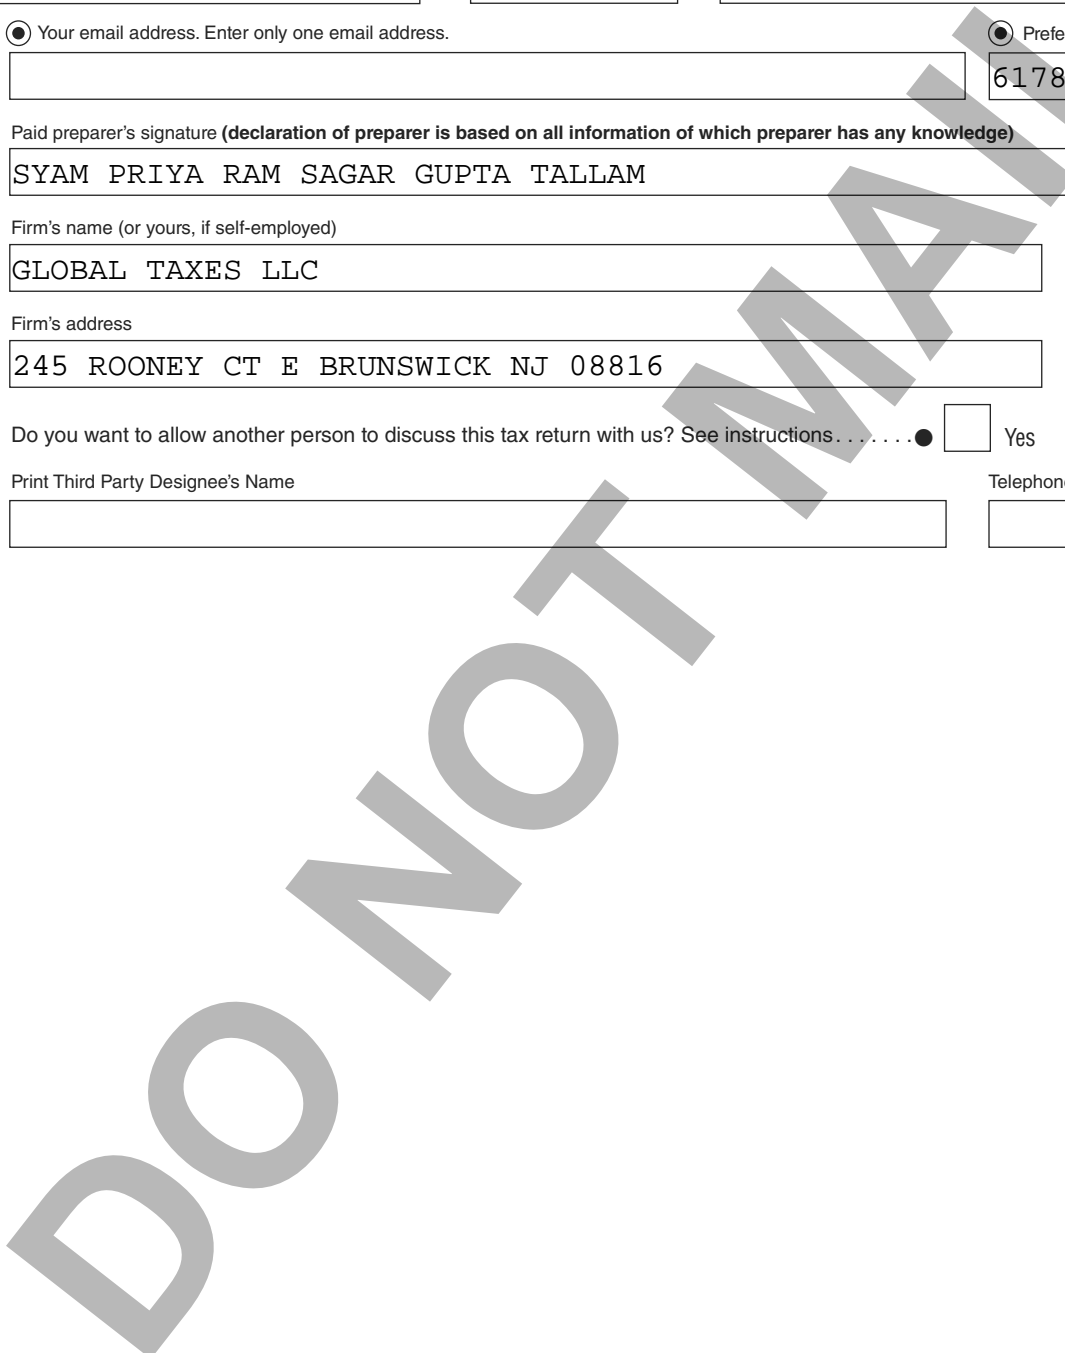 Your email address. Enter only one email address.
Prefe
6178
Paid preparer's signature (declaration of preparer is based on all information of which preparer has any knowledge)
SYAM PRIYA RAM SAGAR GUPTA TALLAM
Firm's name (or yours, if self-employed)
GLOBAL TAXES LLC
Firm's address
245 ROONEY CT E BRUNSWICK NJ 08816
Do you want to allow another person to discuss this tax return with us? See instructions. . . . . . . Yes
Print Third Party Designee's Name
Telephon
DO NOT MAIL